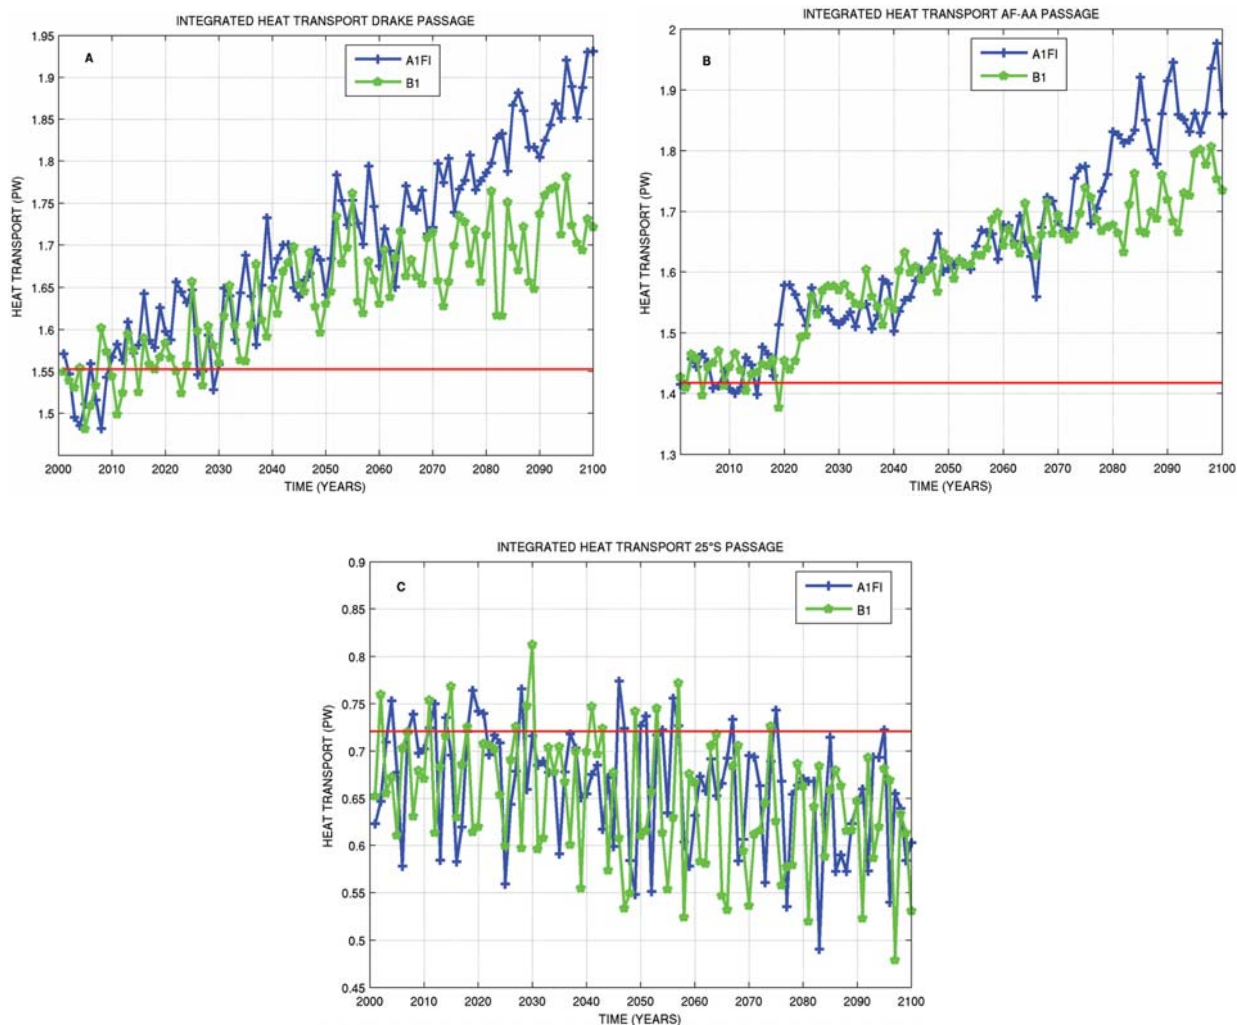 INTEGRATED HEAT TRANSPORT DRAKE PASSAGE
A
A1FI
B1
1.95
1.9
1.85
1.8
1.75
1.7
1.65
1.6
1.55
1.5
HEAT TRANSPORT (PW)
2000 2010 2020 2030 2040 2050 2060 2070 2080 2090 2100
TIME (YEARS)
INTEGRATED HEAT TRANSPORT AF-AA PASSAGE
B
A1FI
B1
2
1.9
1.8
1.7
1.6
1.5
1.4
1.3
HEAT TRANSPORT (PW)
2010 2020 2030 2040 2050 2060 2070 2080 2090 2100
TIME (YEARS)
INTEGRATED HEAT TRANSPORT 25°S PASSAGE
C
A1FI
B1
0.9
0.85
0.8
0.75
0.7
0.65
0.6
0.55
0.5
0.45
HEAT TRANSPORT (PW)
2000 2010 2020 2030 2040 2050 2060 2070 2080 2090 2100
TIME (YEARS)